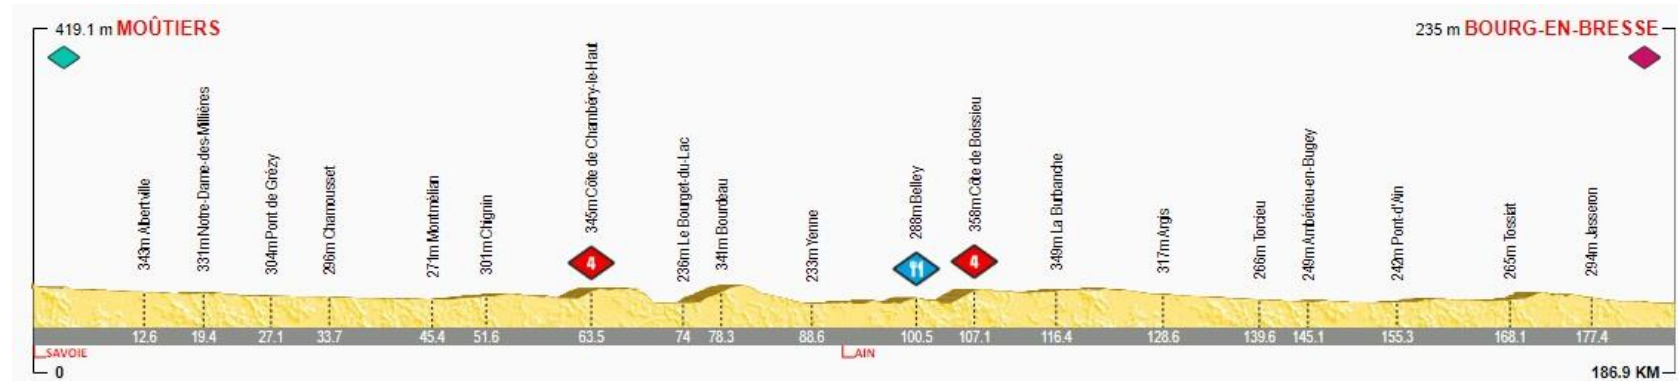 419.1 m MOÛTIERS
235 m BOURG-EN-BRESSE
343m Albertville
331m Notre-Dame-des-Millières
304m Pont de Grézy
296m Chamousset
271m Montmélian
301m Chignin
345m Côte de Chambéry-le-Haut
236m Le Bourget-du-Lac
341m Bourdeau
233m Yenne
288m Belley
358m Côte de Boissieu
349m La Burbanche
317m Argis
266m Torcieu
249m Ambérieu-en-Bugey
242m Pont-d'Ain
265m Tossiat
294m Jasseron
4
4
12.6 19.4 27.1 33.7 45.4 51.6 63.5 74 78.3 88.6 100.5 107.1 116.4 128.6 139.6 145.1 155.3 168.1 177.4
SAVOIE AIN
0 186.9 KM